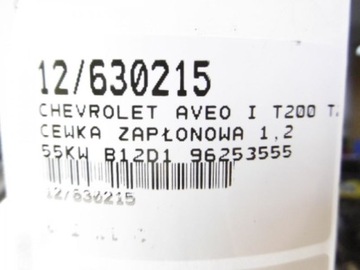 12/630215
CHEVROLET AVEO I T200 T
CEWKA ZAPŁONOWA 1,2
55KW B12D1 96253555
12/630215